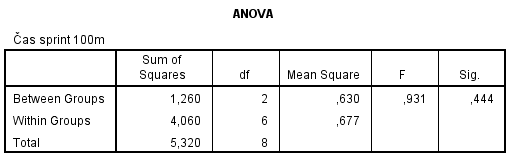 ANOVA
Čas sprint 100m
Sum of Squares df Mean Square F Sig.
Between Groups 1,260 2 ,630 ,931 ,444
Within Groups 4,060 6 ,677
Total 5,320 8